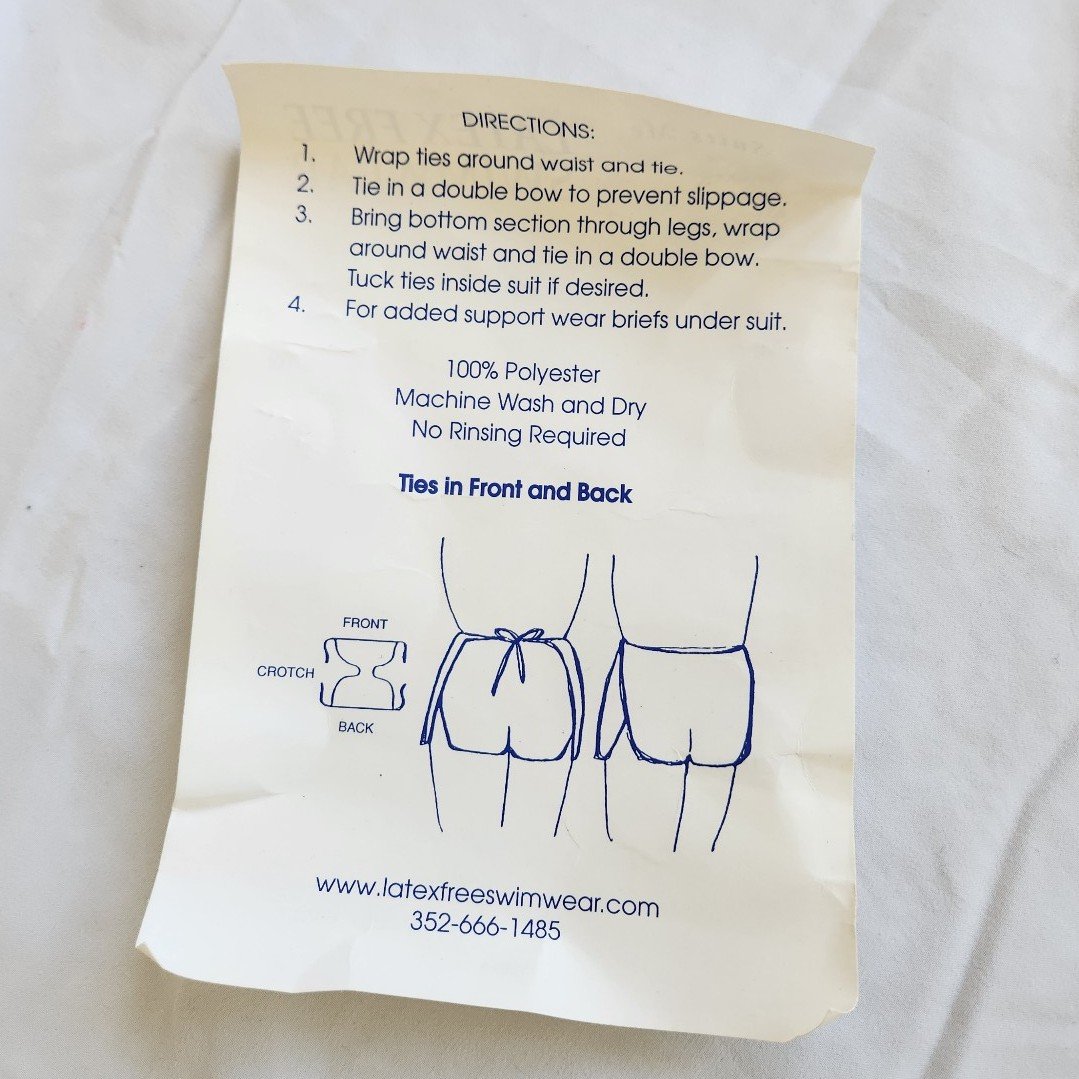 DIRECTIONS:
1. Wrap ties around waist and tie.
2. Tie in a double bow to prevent slippage.
3. Bring bottom section through legs, wrap
around waist and tie in a double bow.
Tuck ties inside suit if desired.
4. For added support wear briefs under suit.
100% Polyester
Machine Wash and Dry
No Rinsing Required
Ties in Front and Back
FRONT
CROTCH
BACK
www.latexfreeswimwear.com
352-666-1485